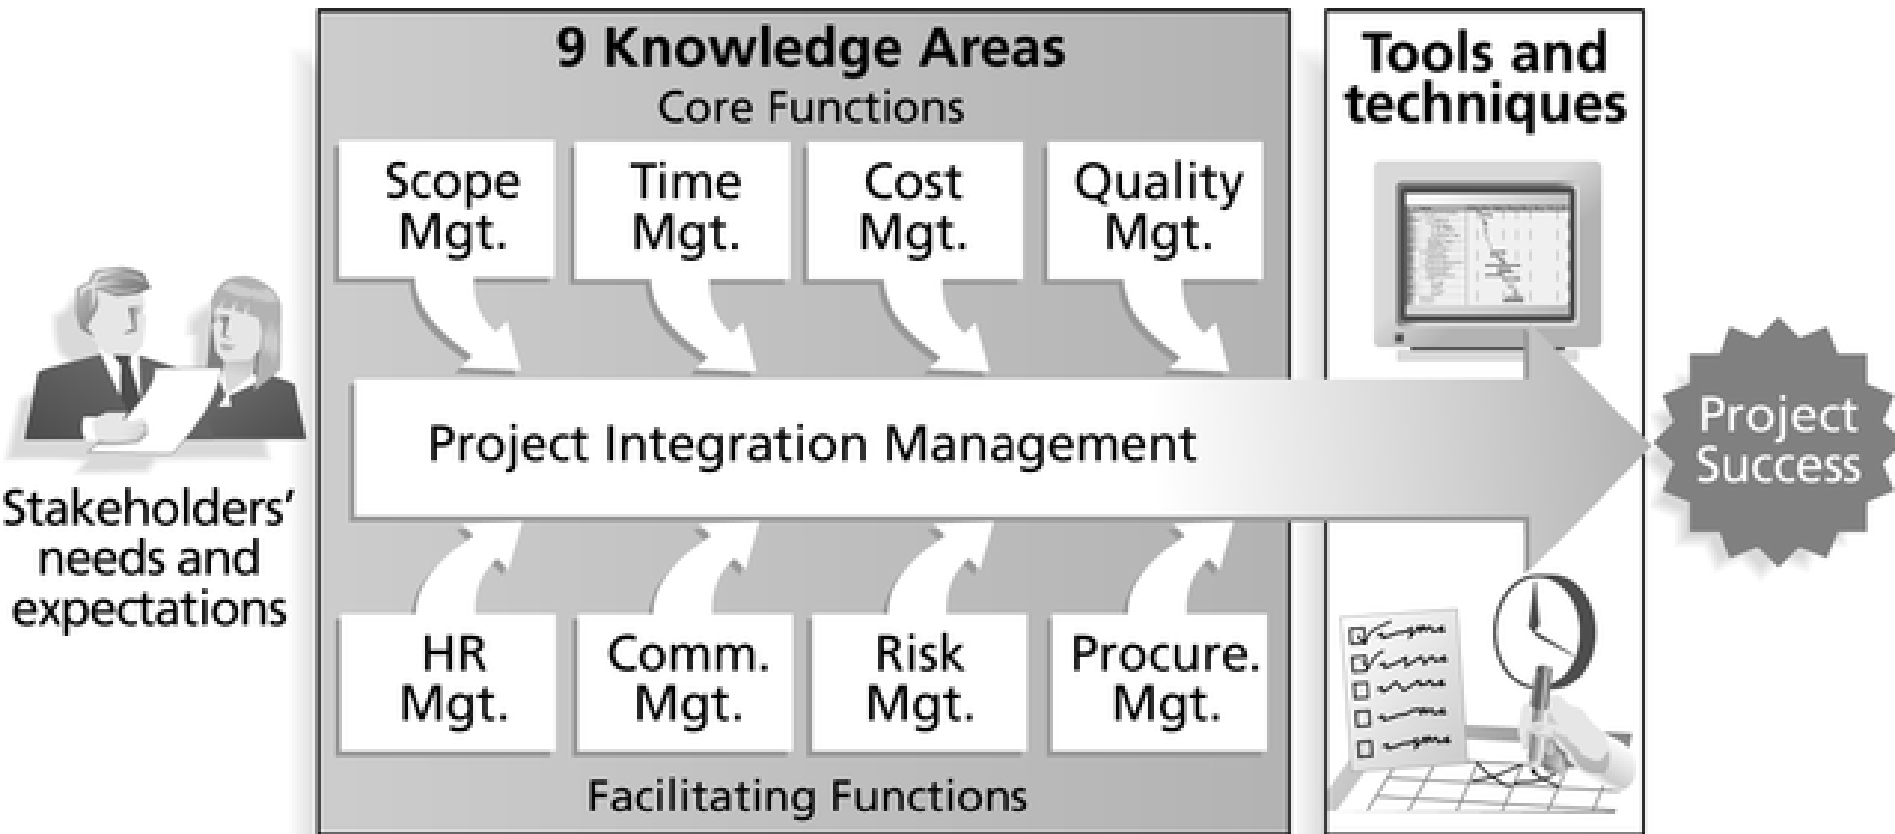 9 Knowledge Areas
Core Functions
Scope
Mgt.
Time
Mgt.
Cost
Mgt.
Quality
Mgt.
Tools and
techniques
Stakeholders’
needs and
expectations
Project Integration Management
Project
Success
HR
Mgt.
Comm.
Mgt.
Risk
Mgt.
Procure.
Mgt.
Facilitating Functions